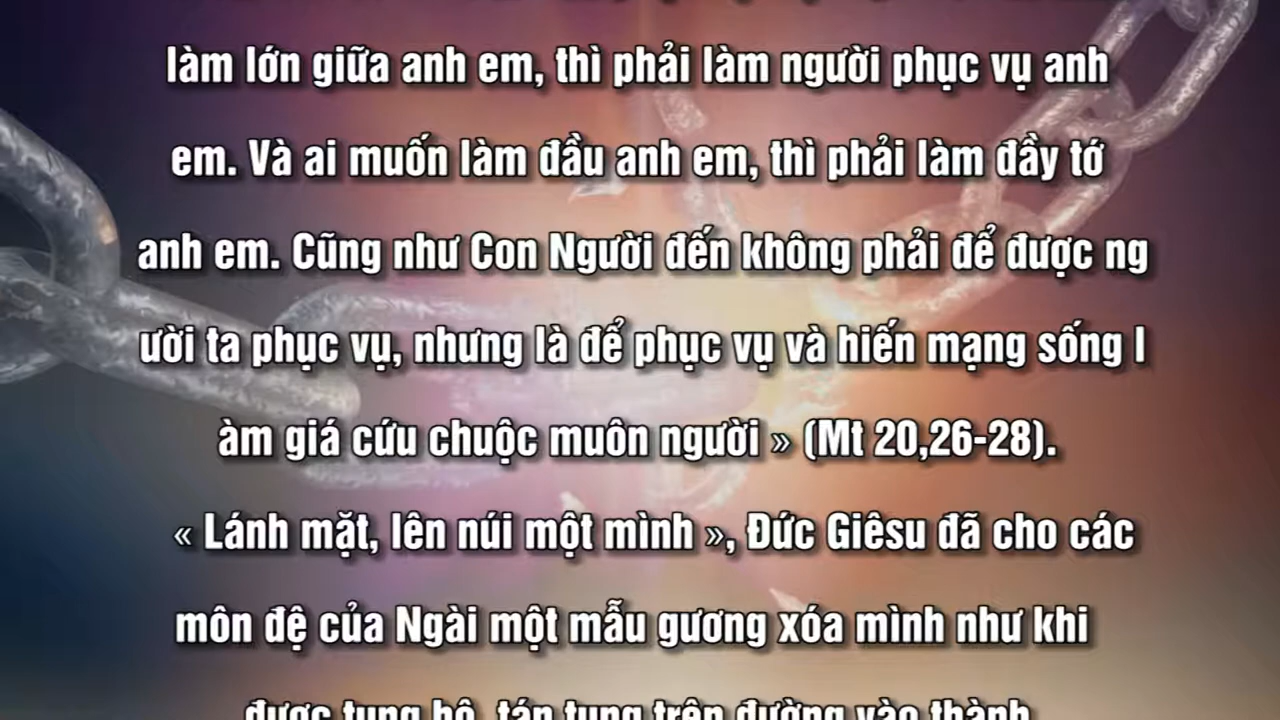 làm lớn giữa anh em, thì phải làm người phục vụ anh
em. Và ai muốn làm đầu anh em, thì phải làm đầy tớ
anh em. Cũng như Con Người đến không phải để được ng
ười ta phục vụ, nhưng là để phục vụ và hiến mạng sống l
àm giá cứu chuộc muôn người » (Mt 20,26-28).
« Lánh mặt, lên núi một mình », Đức Giêsu đã cho các
môn đệ của Ngài một mẫu gương xóa mình như khi
được tung hô, tán tụng trên đường vào thành